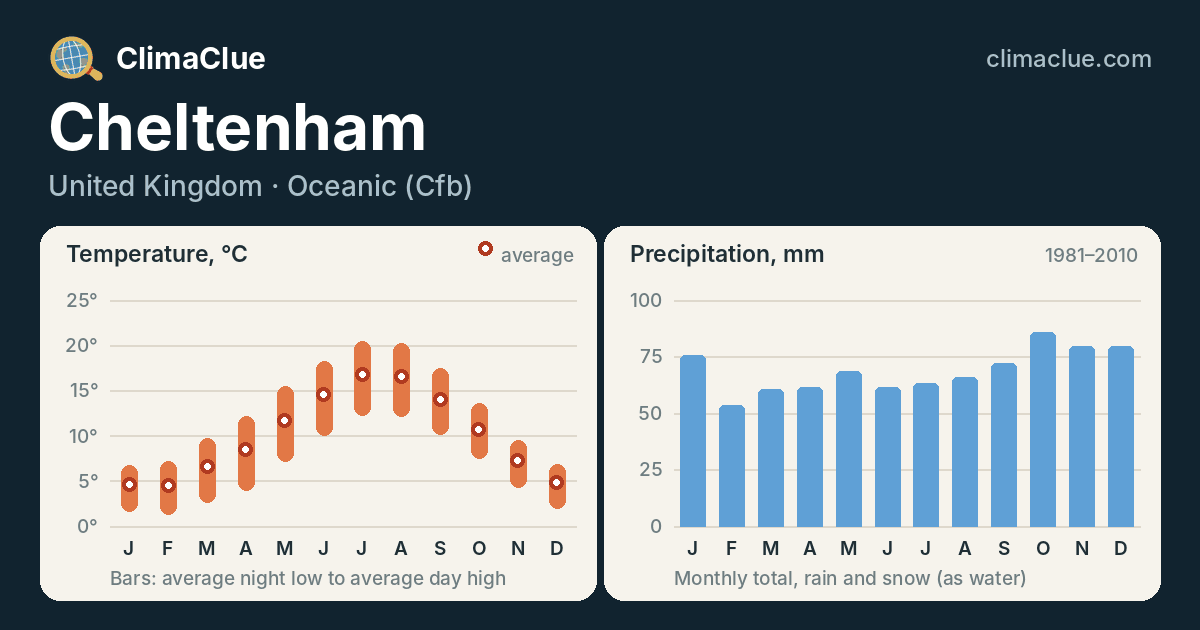 ClimaClue
climaclue.com
Cheltenham
United Kingdom · Oceanic (Cfb)
Temperature, °C
average
25°
20°
15°
10°
5°
0°
J F M A M J J A S O N D
Bars: average night low to average day high
Precipitation, mm
1981–2010
100
75
50
25
0
J F M A M J J A S O N D
Monthly total, rain and snow (as water)